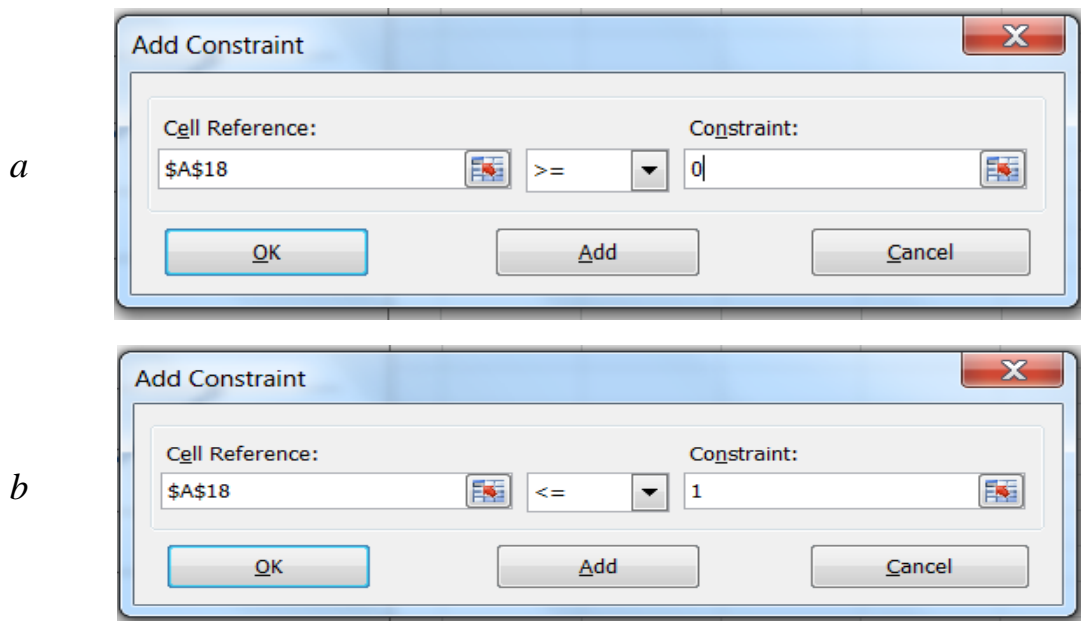 Add Constraint
Cell Reference: Constraint:
a $A$18 >= 0
OK Add Cancel
Add Constraint
Cell Reference: Constraint:
b $A$18 <= 1
OK Add Cancel